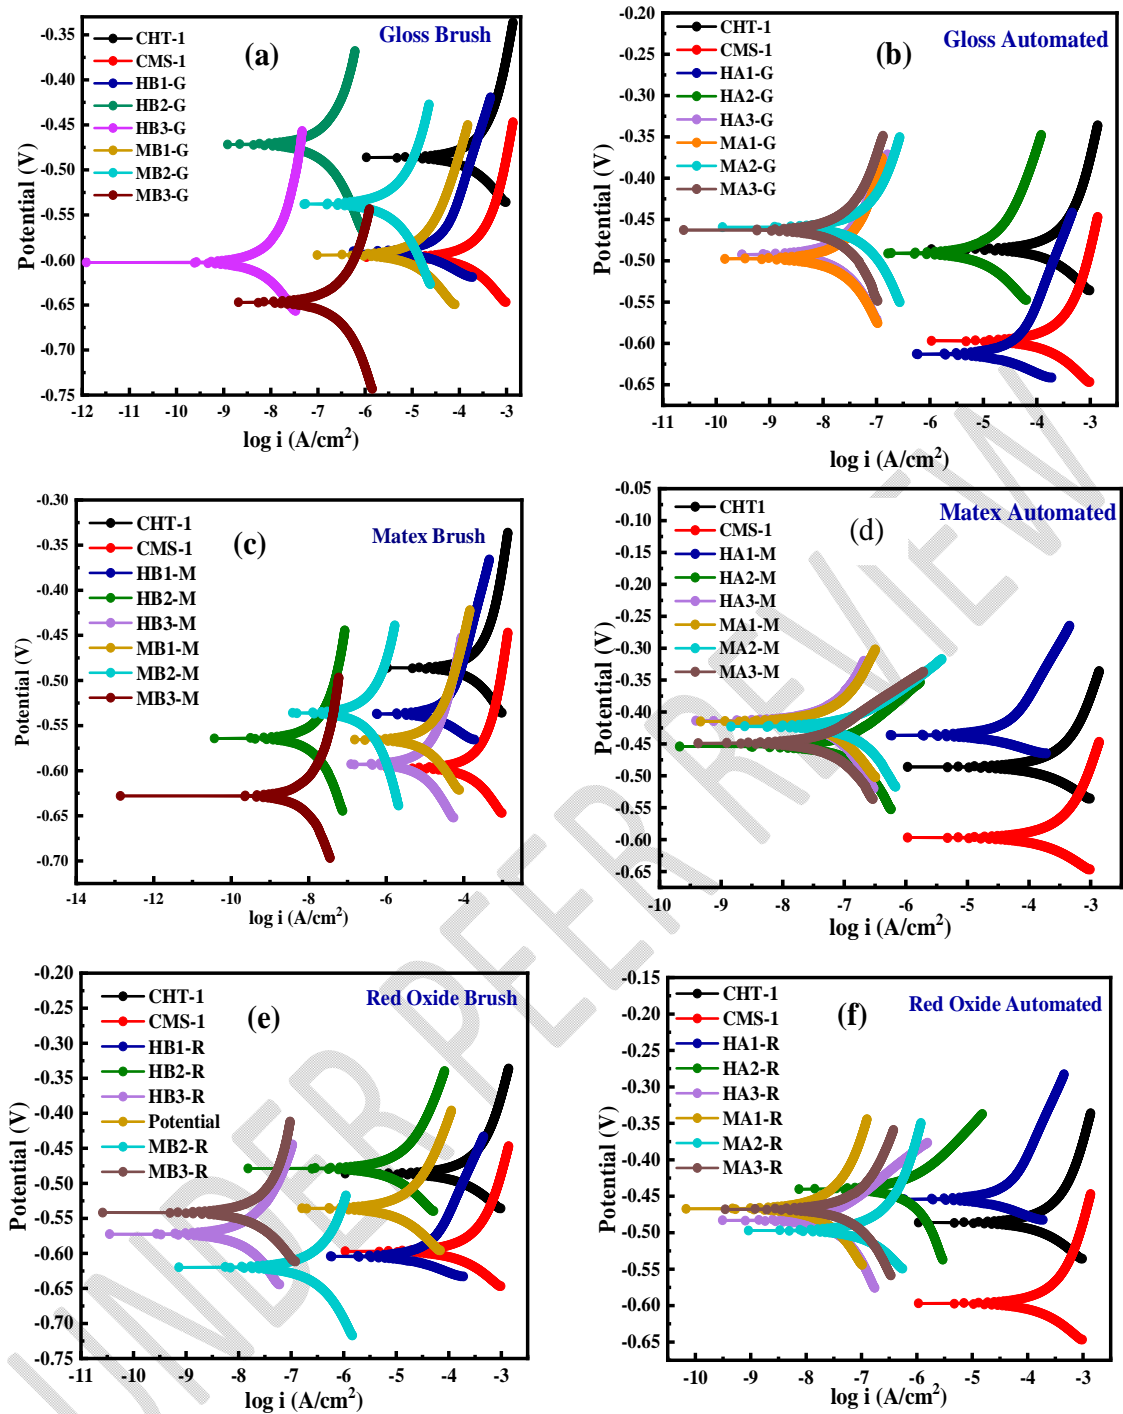 (a)
Gloss Brush
CHT-1
CMS-1
HB1-G
HB2-G
HB3-G
MB1-G
MB2-G
MB3-G
-0.35
-0.40
-0.45
-0.50
-0.55
-0.60
-0.65
-0.70
-0.75
Potential (V)
-12 -11 -10 -9 -8 -7 -6 -5 -4 -3
log i (A/cm2)
(b)
Gloss Automated
CHT-1
CMS-1
HA1-G
HA2-G
HA3-G
MA1-G
MA2-G
MA3-G
-0.20
-0.25
-0.30
-0.35
-0.40
-0.45
-0.50
-0.55
-0.60
-0.65
Potential (V)
-11 -10 -9 -8 -7 -6 -5 -4 -3
log i (A/cm2)
(c)
Matex Brush
CHT-1
CMS-1
HB1-M
HB2-M
HB3-M
MB1-M
MB2-M
MB3-M
-0.30
-0.35
-0.40
-0.45
-0.50
-0.55
-0.60
-0.65
-0.70
Potential (V)
-14 -12 -10 -8 -6 -4
log i (A/cm2)
(d)
Matex Automated
CHT1
CMS-1
HA1-M
HA2-M
HA3-M
MA1-M
MA2-M
MA3-M
-0.05
-0.10
-0.15
-0.20
-0.25
-0.30
-0.35
-0.40
-0.45
-0.50
-0.55
-0.60
-0.65
Potential (V)
-10 -9 -8 -7 -6 -5 -4 -3
log i (A/cm2)
(e)
Red Oxide Brush
CHT-1
CMS-1
HB1-R
HB2-R
HB3-R
Potential
MB2-R
MB3-R
-0.20
-0.25
-0.30
-0.35
-0.40
-0.45
-0.50
-0.55
-0.60
-0.65
-0.70
-0.75
Potential (V)
-11 -10 -9 -8 -7 -6 -5 -4 -3
log i (A/cm2)
(f)
Red Oxide Automated
CHT-1
CMS-1
HA1-R
HA2-R
HA3-R
MA1-R
MA2-R
MA3-R
-0.15
-0.20
-0.25
-0.30
-0.35
-0.40
-0.45
-0.50
-0.55
-0.60
-0.65
Potential (V)
-10 -9 -8 -7 -6 -5 -4 -3
log i (A/cm2)
UNDER PEER REVIEW